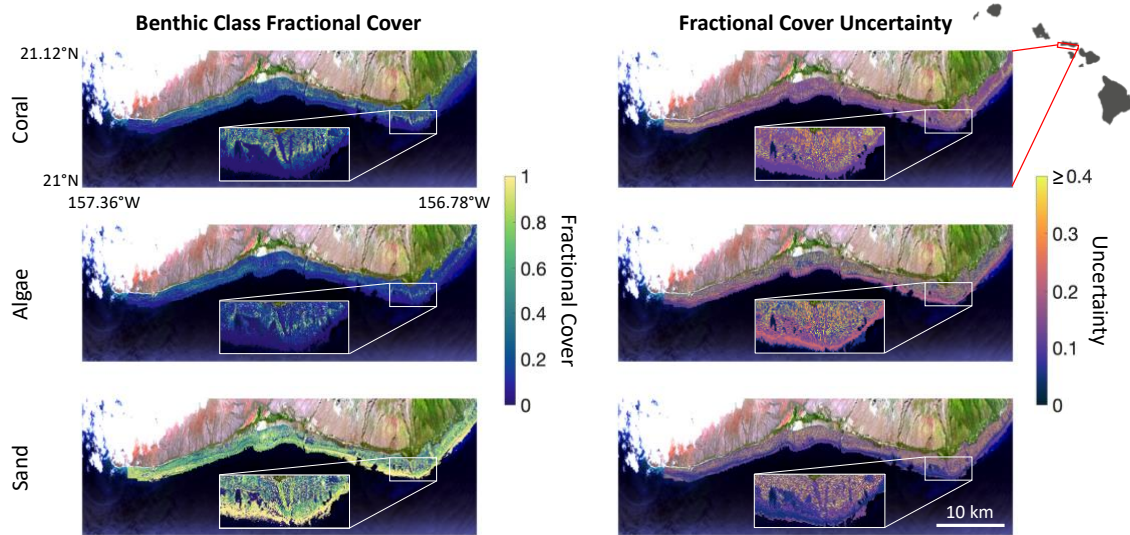 Benthic Class Fractional Cover
Fractional Cover Uncertainty
21.12°N
Coral
21°N
157.36°W
156.78°W
Algae
Sand
1
0.8
0.6
0.4
0.2
0
Fractional Cover
≥0.4
0.3
0.2
0.1
0
Uncertainty
10 km